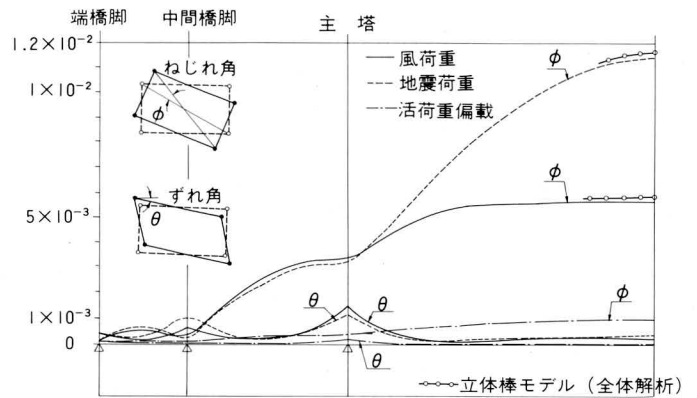 端橋脚 中間橋脚 主 塔
1.2×10⁻²
1×10⁻²
5×10⁻³
1×10⁻³
0
ねじれ角
φ
ずれ角
θ
風荷重
地震荷重
活荷重偏載
φ
φ
φ
θ
θ
θ
立体棒モデル（全体解析）